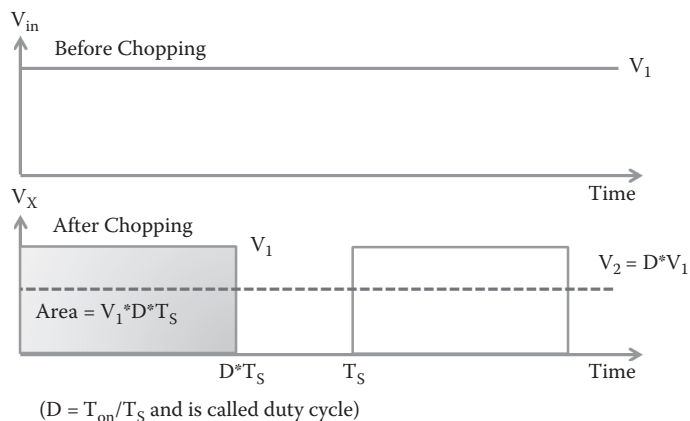 V_in
Before Chopping
V_1
Time
V_X
After Chopping
V_1
V_2 = D*V_1
Area = V_1*D*T_S
D*T_S
T_S
Time
(D = T_on/T_S and is called duty cycle)